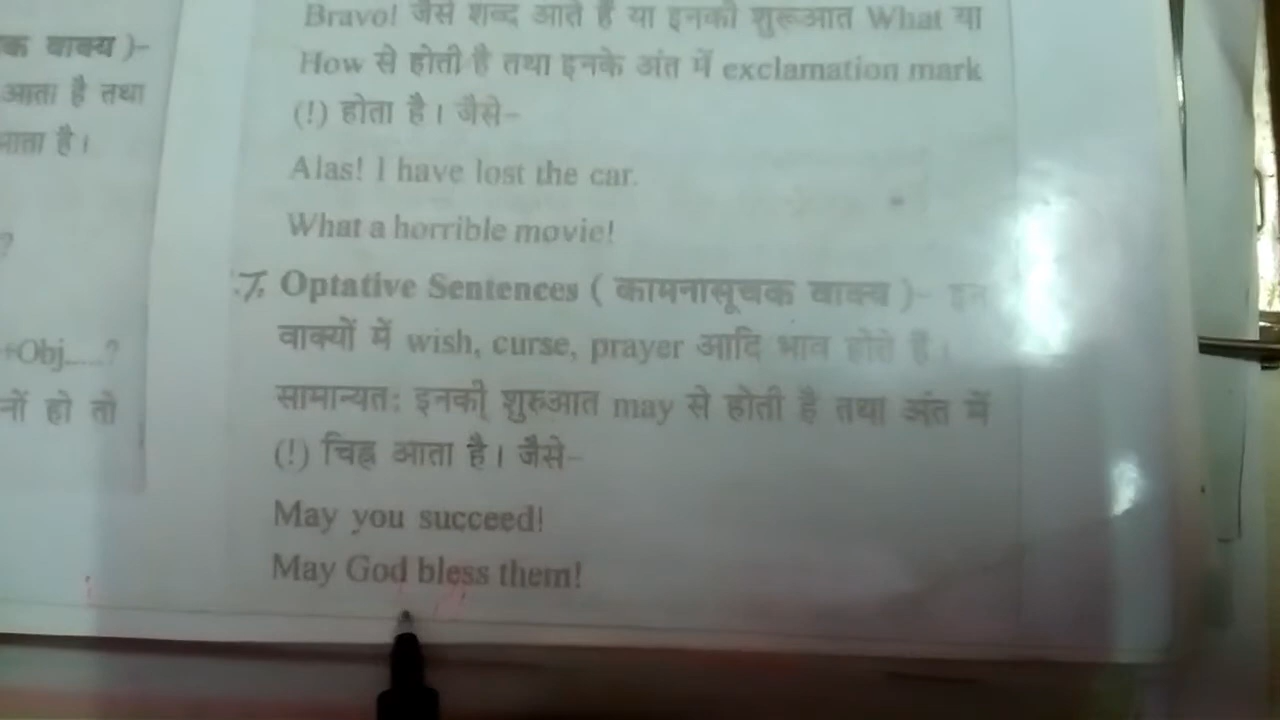 क वाक्य )-
आता है तथा
आता है।
?
+Obj.....?
नों हो तो
Bravo! जैसे शब्द आते हैं या इनकी शुरूआत What या
How से होती है तथा इनके अंत में exclamation mark
(!) होता है। जैसे-
Alas! I have lost the car.
What a horrible movie!
7. Optative Sentences ( कामनासूचक वाक्य )- इन
वाक्यों में wish, curse, prayer आदि भाव होते हैं।
सामान्यत: इनकी शुरुआत may से होती है तथा अंत में
(!) चिह्न आता है। जैसे-
May you succeed!
May God bless them!